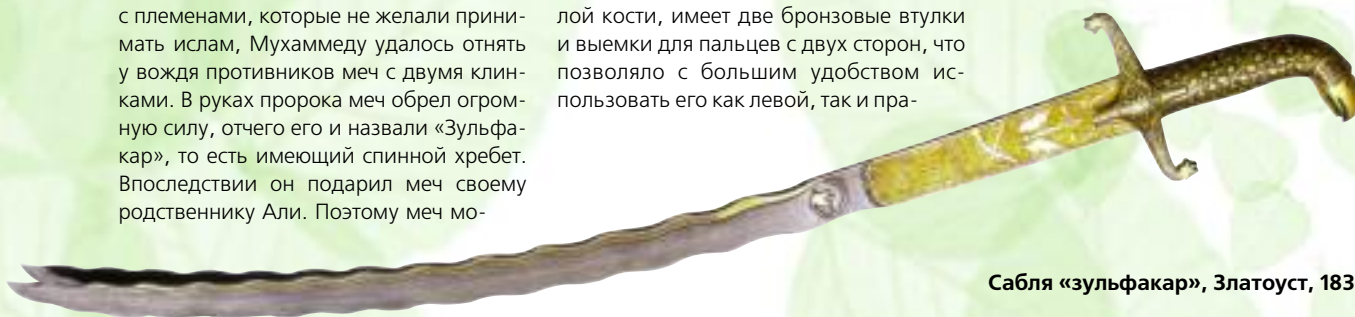 с племенами, которые не желали прини-
мать ислам, Мухаммеду удалось отнять
у вождя противников меч с двумя клин-
ками. В руках пророка меч обрел огром-
ную силу, отчего его и назвали «Зульфа-
кар», то есть имеющий спинной хребет.
Впоследствии он подарил меч своему
родственнику Али. Поэтому меч мо-
лой кости, имеет две бронзовые втулки
и выемки для пальцев с двух сторон, что
позволяло с большим удобством ис-
пользовать его как левой, так и пра-
Сабля «зульфакар», Златоуст, 183